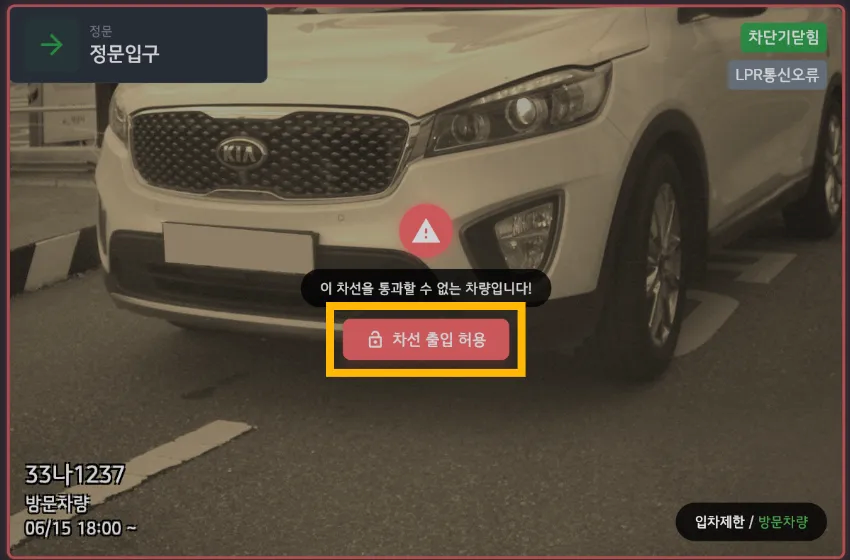 정문
정문입구
차단기닫힘
LPR통신오류
KIA
이 차선을 통과할 수 없는 차량입니다!
차선 출입 허용
33나1237
방문차량
06/15 18:00 ~
입차제한 / 방문차량